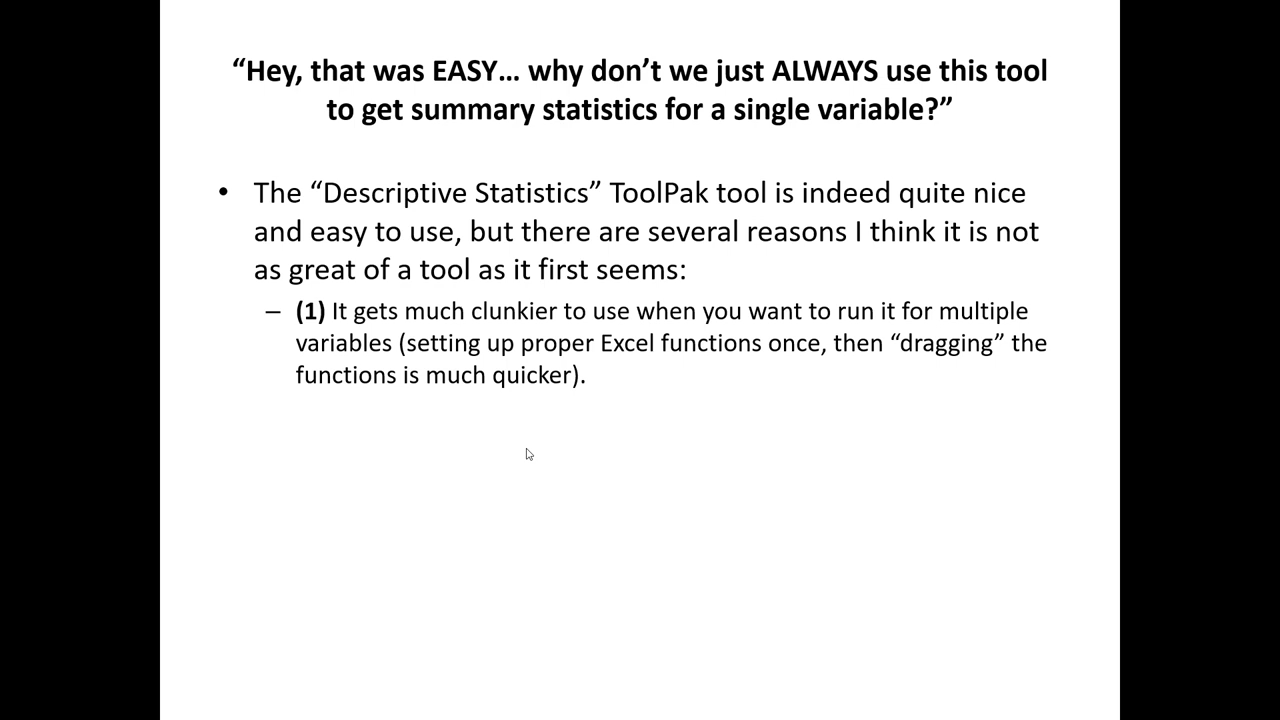 “Hey, that was EASY… why don’t we just ALWAYS use this tool
to get summary statistics for a single variable?”
• The “Descriptive Statistics” ToolPak tool is indeed quite nice
and easy to use, but there are several reasons I think it is not
as great of a tool as it first seems:
– (1) It gets much clunkier to use when you want to run it for multiple
variables (setting up proper Excel functions once, then “dragging” the
functions is much quicker).